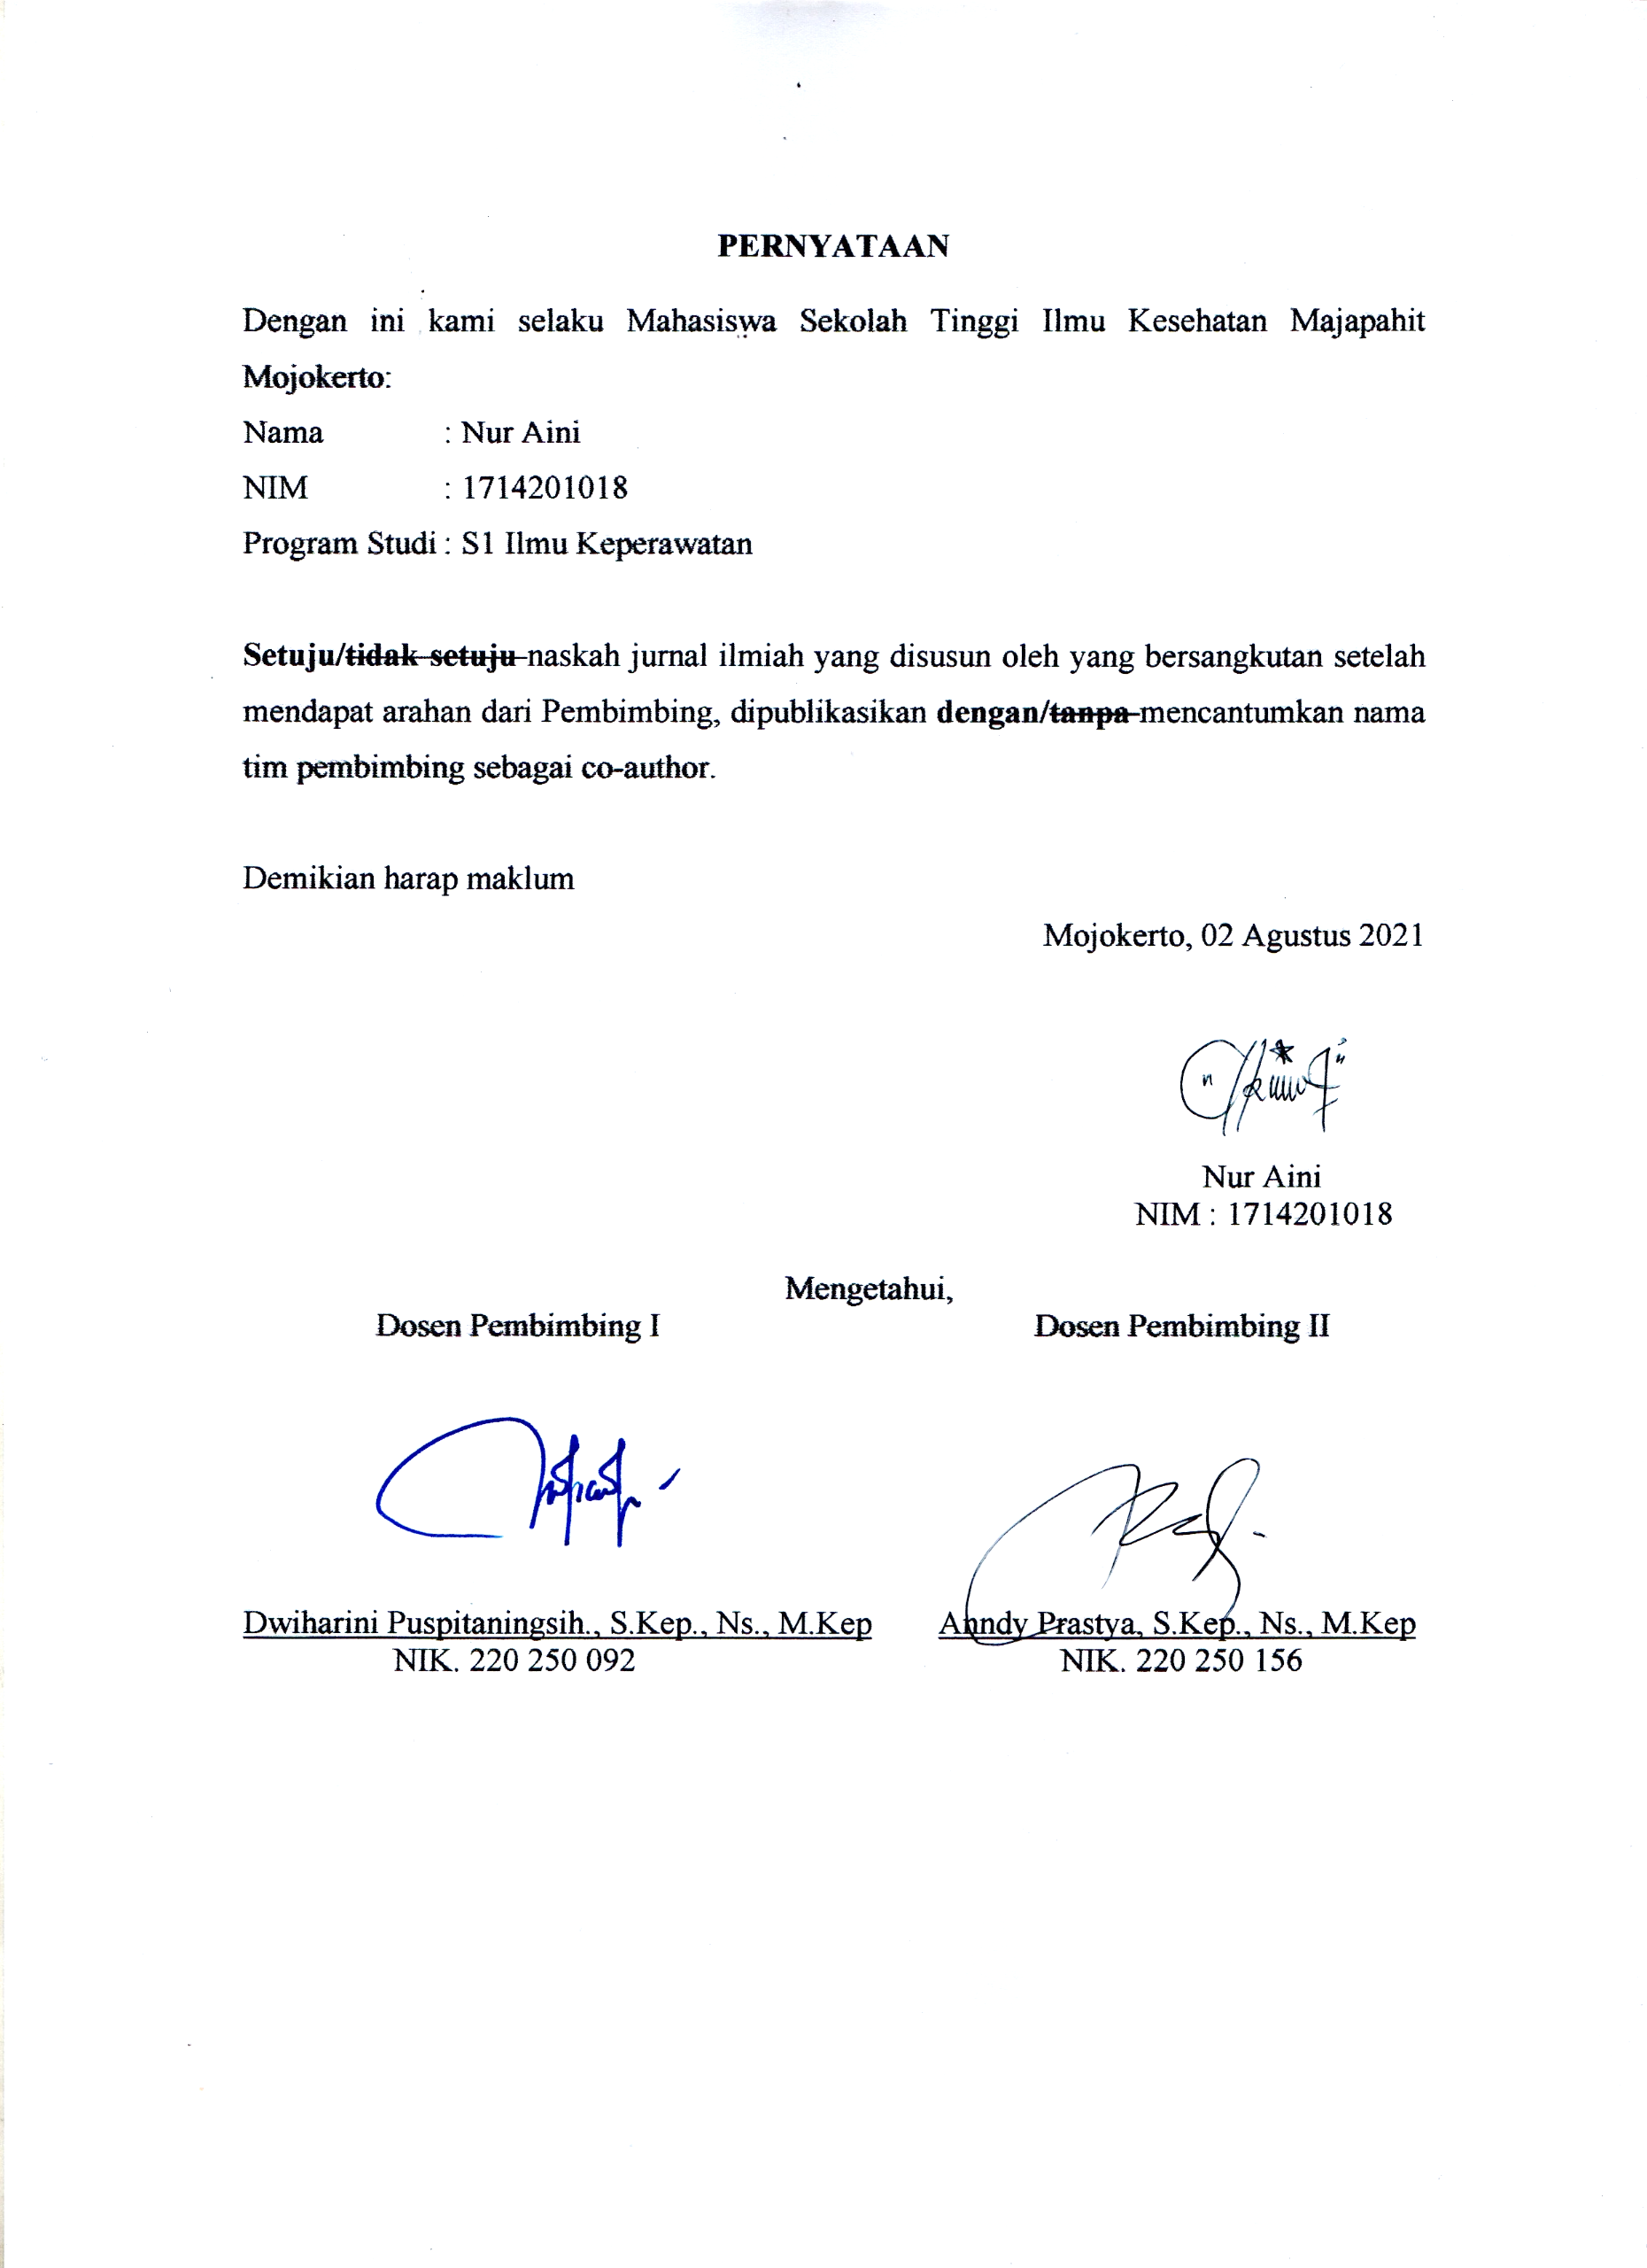 PERNYATAAN
Dengan ini kami selaku Mahasiswa Sekolah Tinggi Ilmu Kesehatan Majapahit
Mojokerto:
Nama : Nur Aini
NIM : 1714201018
Program Studi : S1 Ilmu Keperawatan
Setuju/tidak setuju naskah jurnal ilmiah yang disusun oleh yang bersangkutan setelah
mendapat arahan dari Pembimbing, dipublikasikan dengan/tanpa mencantumkan nama
tim pembimbing sebagai co-author.
Demikian harap maklum
Mojokerto, 02 Agustus 2021
Nur Aini
NIM : 1714201018
Mengetahui,
Dosen Pembimbing I Dosen Pembimbing II
Dwiharini Puspitaningsih., S.Kep., Ns., M.Kep Anndy Prastya, S.Kep., Ns., M.Kep
NIK. 220 250 092 NIK. 220 250 156